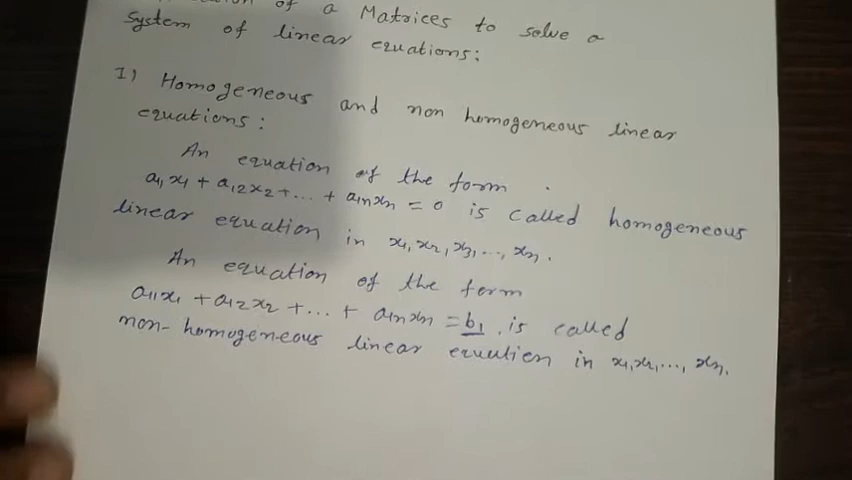 of a Matrices to solve a
system of linear equations:
I) Homogeneous and non homogeneous linear
equations:
An equation of the form
a₁₁x₁ + a₁₂x₂ + ... + a₁ₙxₙ = 0 is called homogeneous
linear equation in x₁, x₂, x₃, ..., xₙ.
An equation of the form
a₁₁x₁ + a₁₂x₂ + ... + a₁ₙxₙ = b₁, is called
non-homogeneous linear equation in x₁, x₂, ..., xₙ.